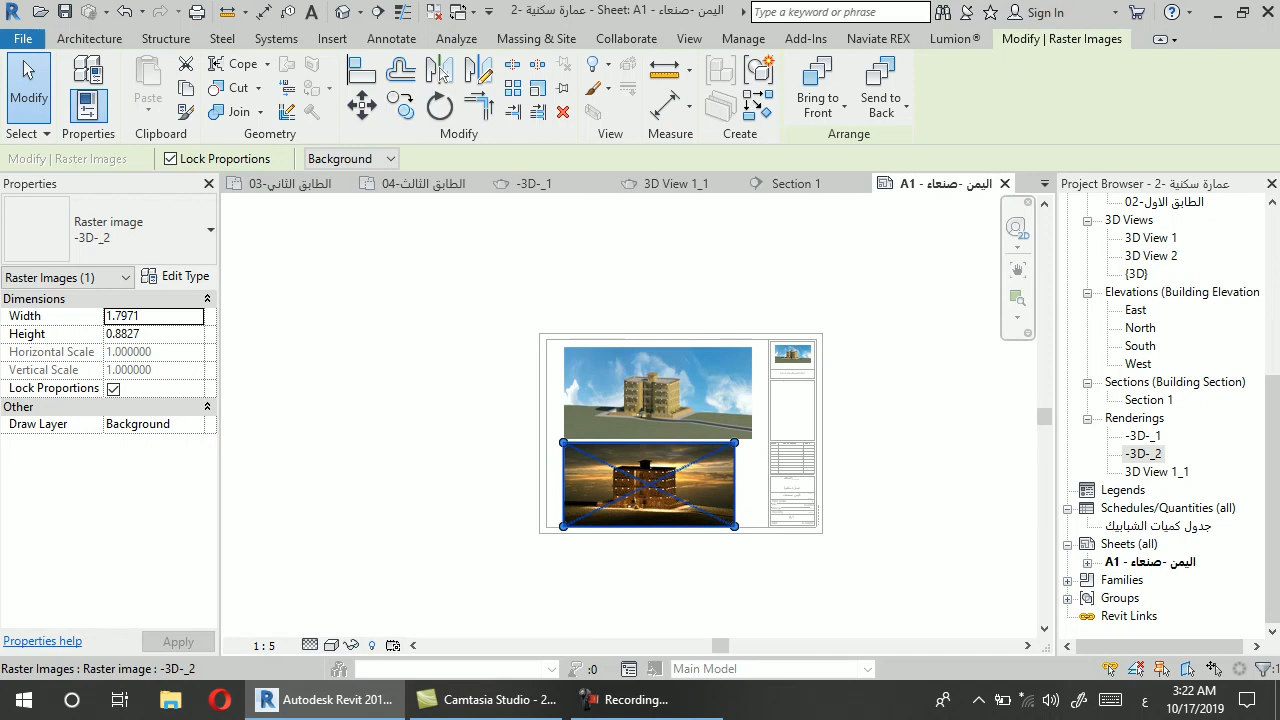 عمارة سكنية -2 - Sheet: A1 - اليمن -صنعاء
Type a keyword or phrase
Sign In
File
Architecture
Structure
Steel
Systems
Insert
Annotate
Analyze
Massing & Site
Collaborate
View
Manage
Add-Ins
Naviate REX
Lumion®
Modify | Raster Images
Modify
Paste
Cope
Cut
Join
Bring to Front
Send to Back
Select
Properties
Clipboard
Geometry
Modify
View
Measure
Create
Arrange
Modify | Raster Images
Lock Proportions
Background
Properties
الطابق الثاني-03
الطابق الثالث-04
-3D-_1
3D View 1_1
Section 1
A1 - اليمن -صنعاء
Project Browser - عمارة سكنية -2
Raster image
-3D-_2
Raster Images (1)
Edit Type
Dimensions
Width 1.7971
Height 0.8827
Horizontal Scale 1.000000
Vertical Scale 1.000000
Lock Propotions
Other
Draw Layer Background
Properties help
Apply
2D
الطابق الاول-02
3D Views
3D View 1
3D View 2
{3D}
Elevations (Building Elevation
East
North
South
West
Sections (Building Section)
Section 1
Renderings
-3D-_1
-3D-_2
3D View 1_1
Legends
Schedules/Quantities (all)
جدول كميات الشبابيك
Sheets (all)
A1 - اليمن -صنعاء
Families
Groups
Revit Links
1 : 5
Raster Images : Raster image : -3D-_2
:0
Main Model
:1
Autodesk Revit 201...
Camtasia Studio - 2...
Recording...
ع
3:22 AM
10/17/2019